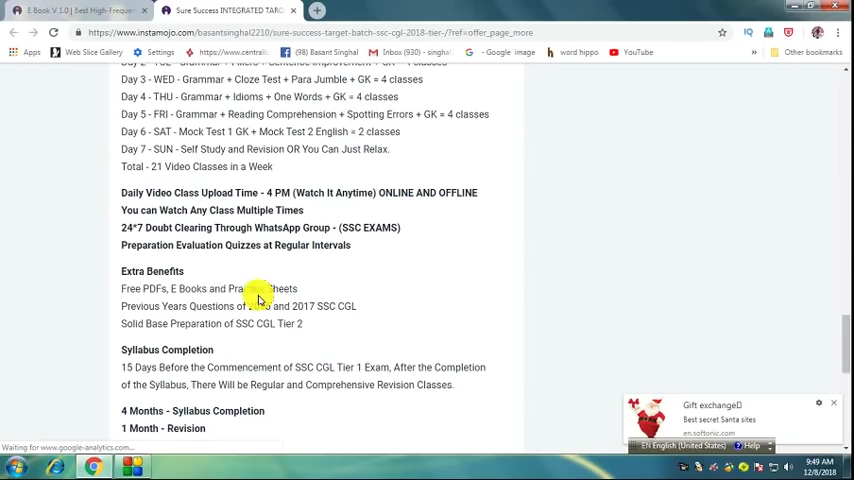 E Book V 1.0 | Best High-Frequen
Sure Success INTEGRATED TARG
https://www.instamojo.com/basantsinghal2210/sure-success-target-batch-ssc-cgl-2018-tier-/?ref=offer_page_more
Apps
Web Slice Gallery
Settings
https://www.centrali
(98) Basant Singhal
Inbox (930) - singha
Google image
word hippo
YouTube
Other bookmarks
Day 3 - WED - Grammar + Cloze Test + Para Jumble + GK = 4 classes
Day 4 - THU - Grammar + Idioms + One Words + GK = 4 classes
Day 5 - FRI - Grammar + Reading Comprehension + Spotting Errors + GK = 4 classes
Day 6 - SAT - Mock Test 1 GK + Mock Test 2 English = 2 classes
Day 7 - SUN - Self Study and Revision OR You Can Just Relax.
Total - 21 Video Classes in a Week
Daily Video Class Upload Time - 4 PM (Watch It Anytime) ONLINE AND OFFLINE
You can Watch Any Class Multiple Times
24*7 Doubt Clearing Through WhatsApp Group - (SSC EXAMS)
Preparation Evaluation Quizzes at Regular Intervals
Extra Benefits
Free PDFs, E Books and Sheets
Previous Years Questions of and 2017 SSC CGL
Solid Base Preparation of SSC CGL Tier 2
Syllabus Completion
15 Days Before the Commencement of SSC CGL Tier 1 Exam, After the Completion
of the Syllabus, There Will be Regular and Comprehensive Revision Classes.
4 Months - Syllabus Completion
1 Month - Revision
Gift exchange
Best secret Santa sites
en.softonic.com
Waiting for www.google-analytics.com...
EN English (United States)
Help
9:49 AM
12/8/2018